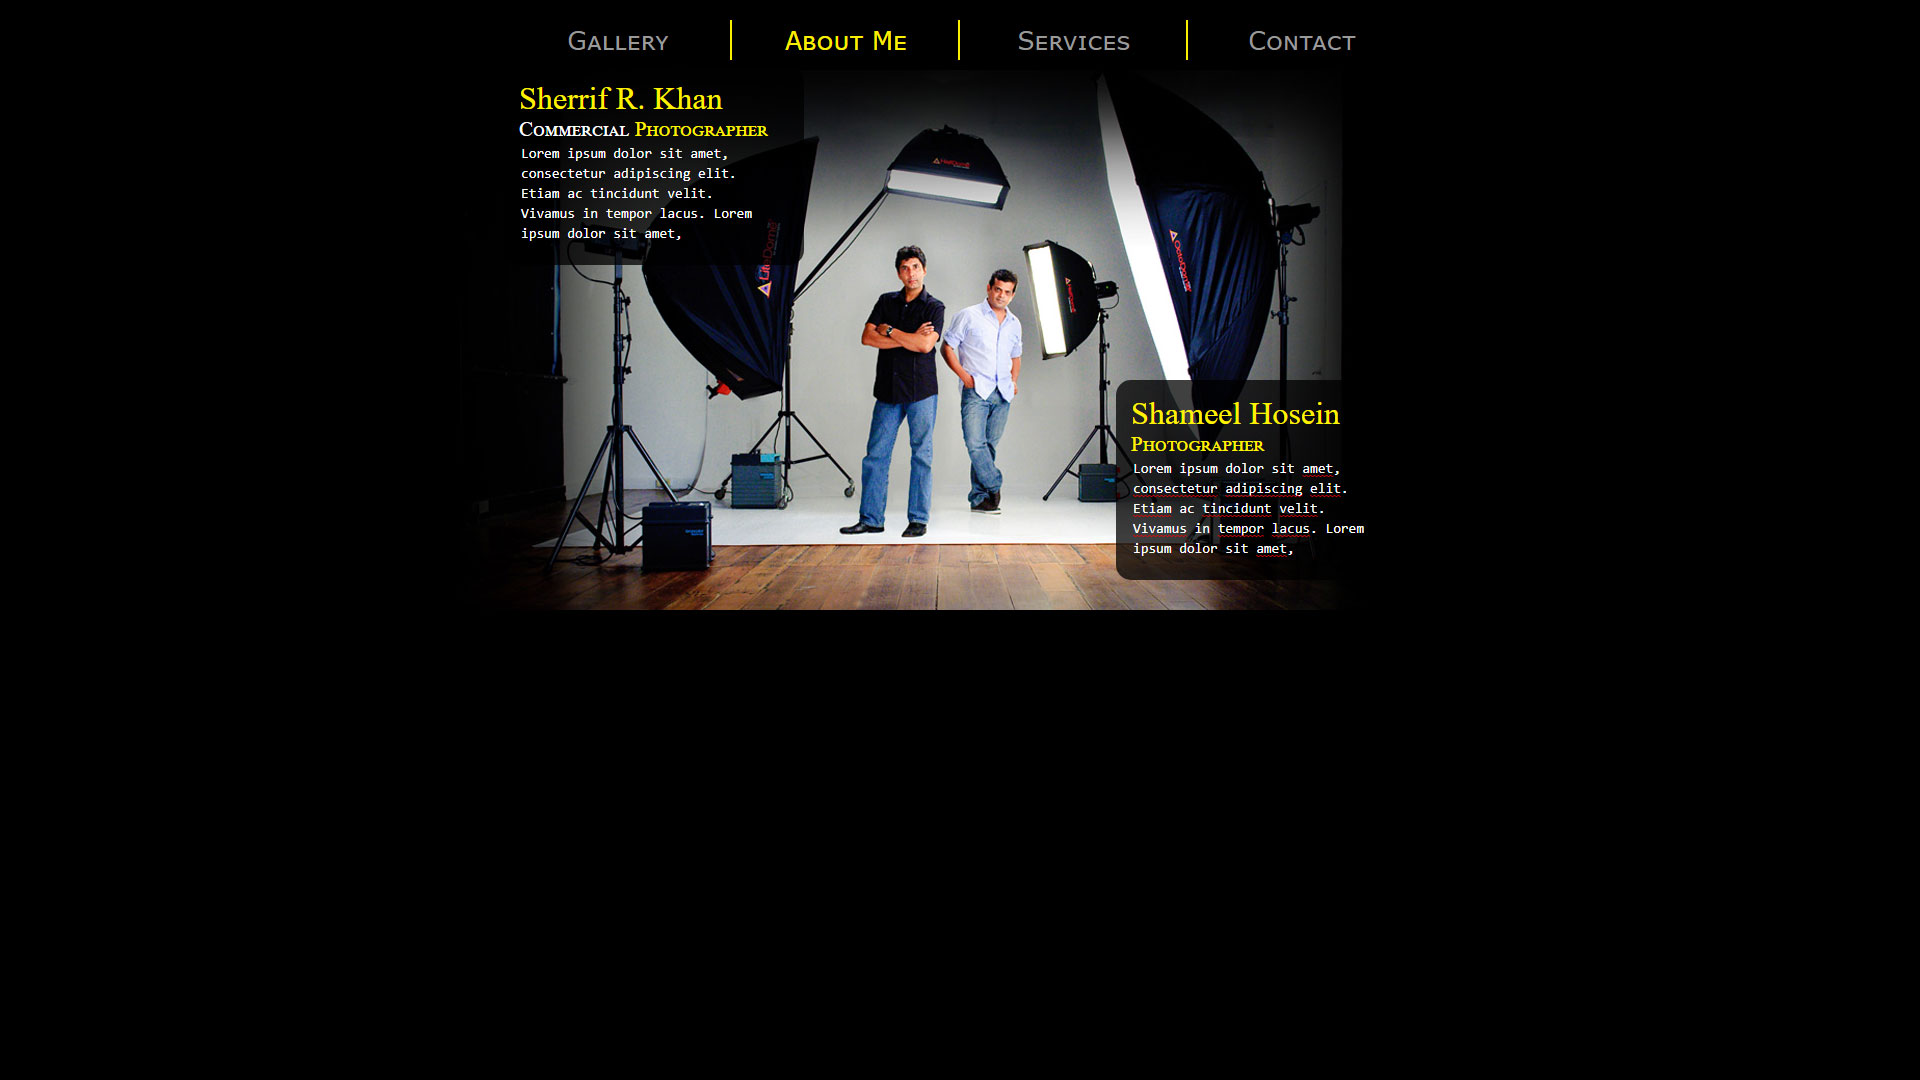 Gallery About Me Services Contact
Sherrif R. Khan
Commercial Photographer
Lorem ipsum dolor sit amet,
consectetur adipiscing elit.
Etiam ac tincidunt velit.
Vivamus in tempor lacus. Lorem
ipsum dolor sit amet,
Shameel Hosein
Photographer
Lorem ipsum dolor sit amet,
consectetur adipiscing elit.
Etiam ac tincidunt velit.
Vivamus in tempor lacus. Lorem
ipsum dolor sit amet,